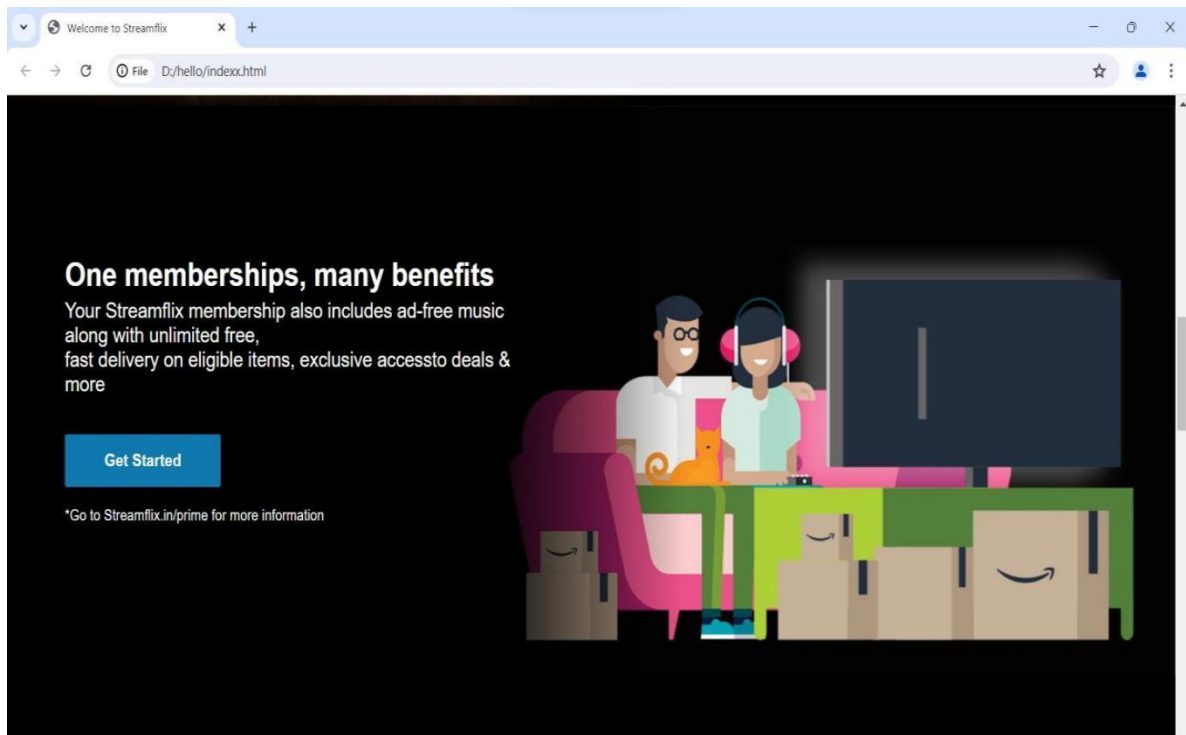 Welcome to Streamflix
File D:/hello/indexx.html
One memberships, many benefits
Your Streamflix membership also includes ad-free music
along with unlimited free,
fast delivery on eligible items, exclusive accessto deals &
more
Get Started
*Go to Streamflix.in/prime for more information